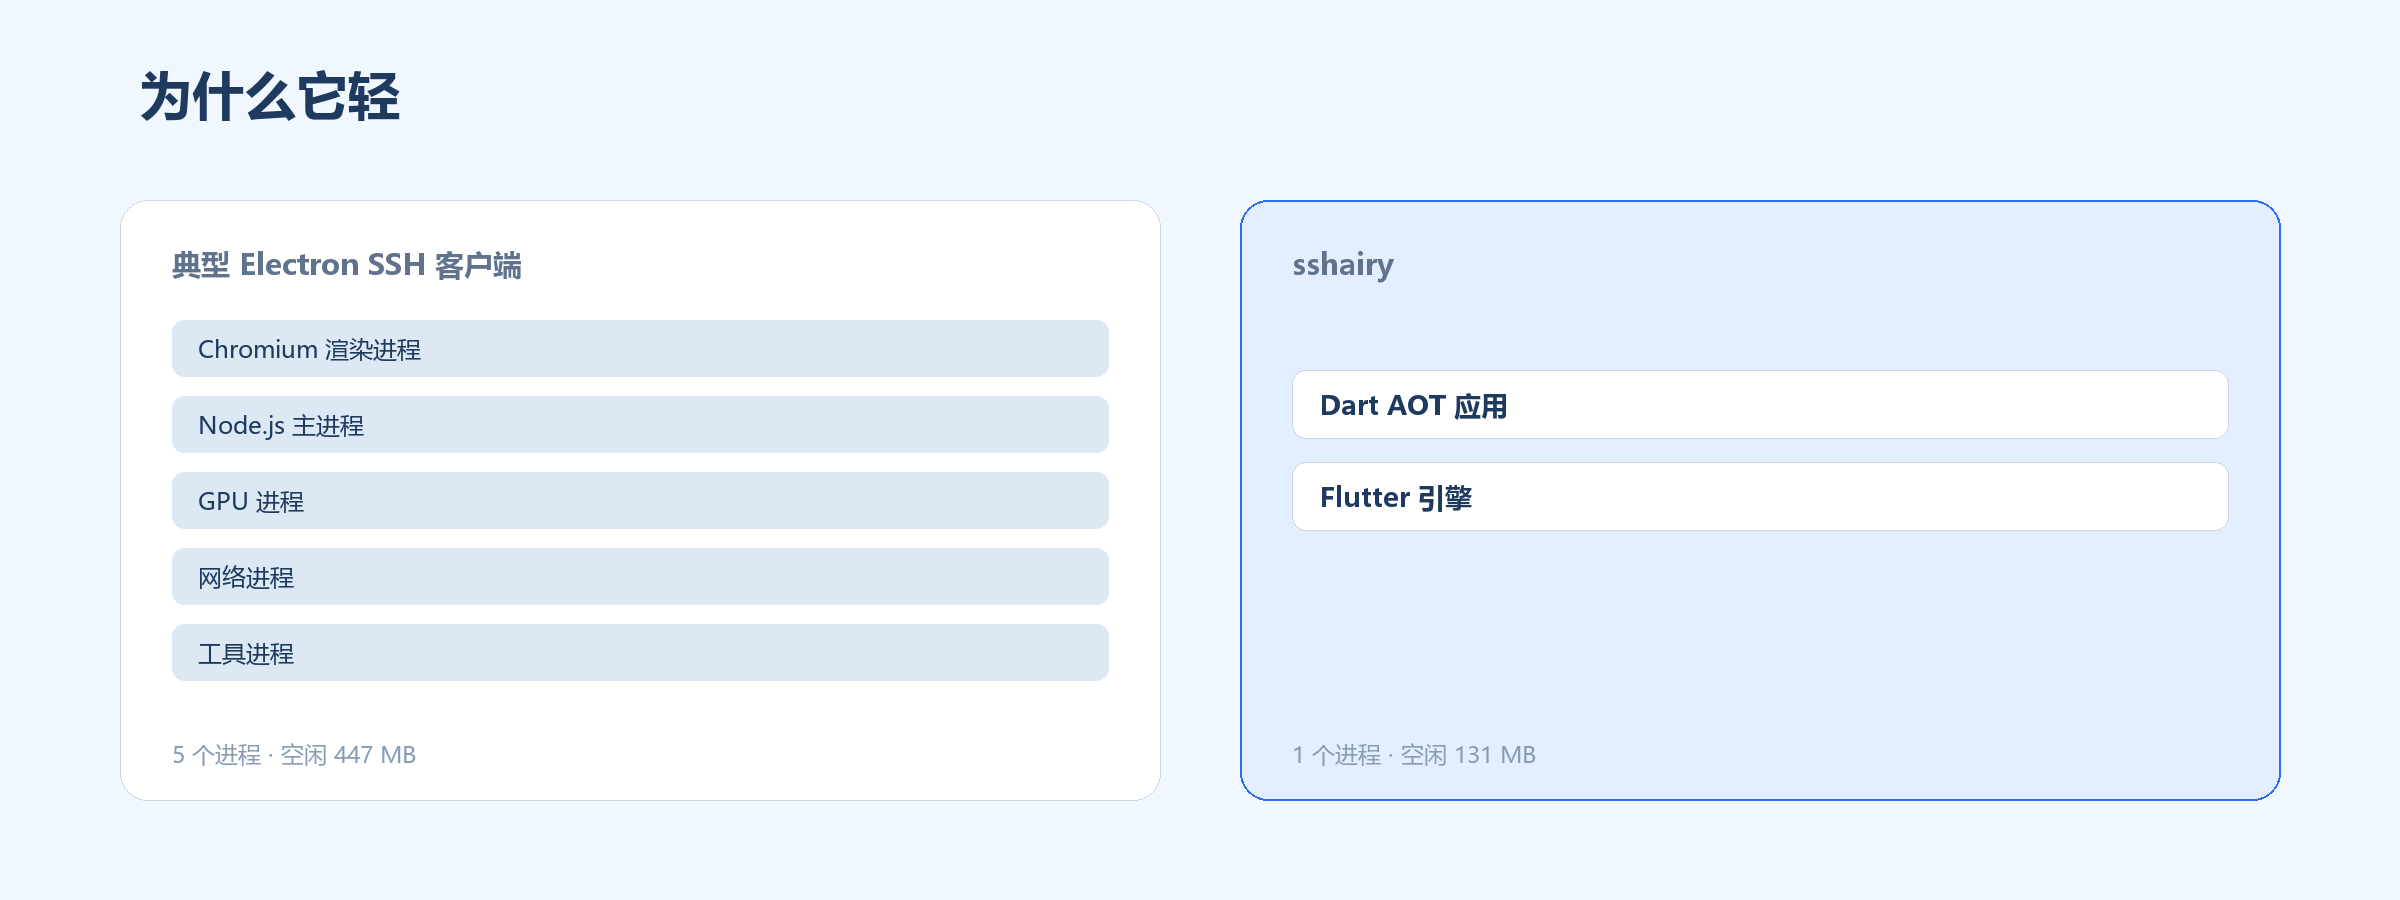 为什么它轻
典型 Electron SSH 客户端
Chromium 渲染进程
Node.js 主进程
GPU 进程
网络进程
工具进程
5 个进程 · 空闲 447 MB
sshairy
Dart AOT 应用
Flutter 引擎
1 个进程 · 空闲 131 MB